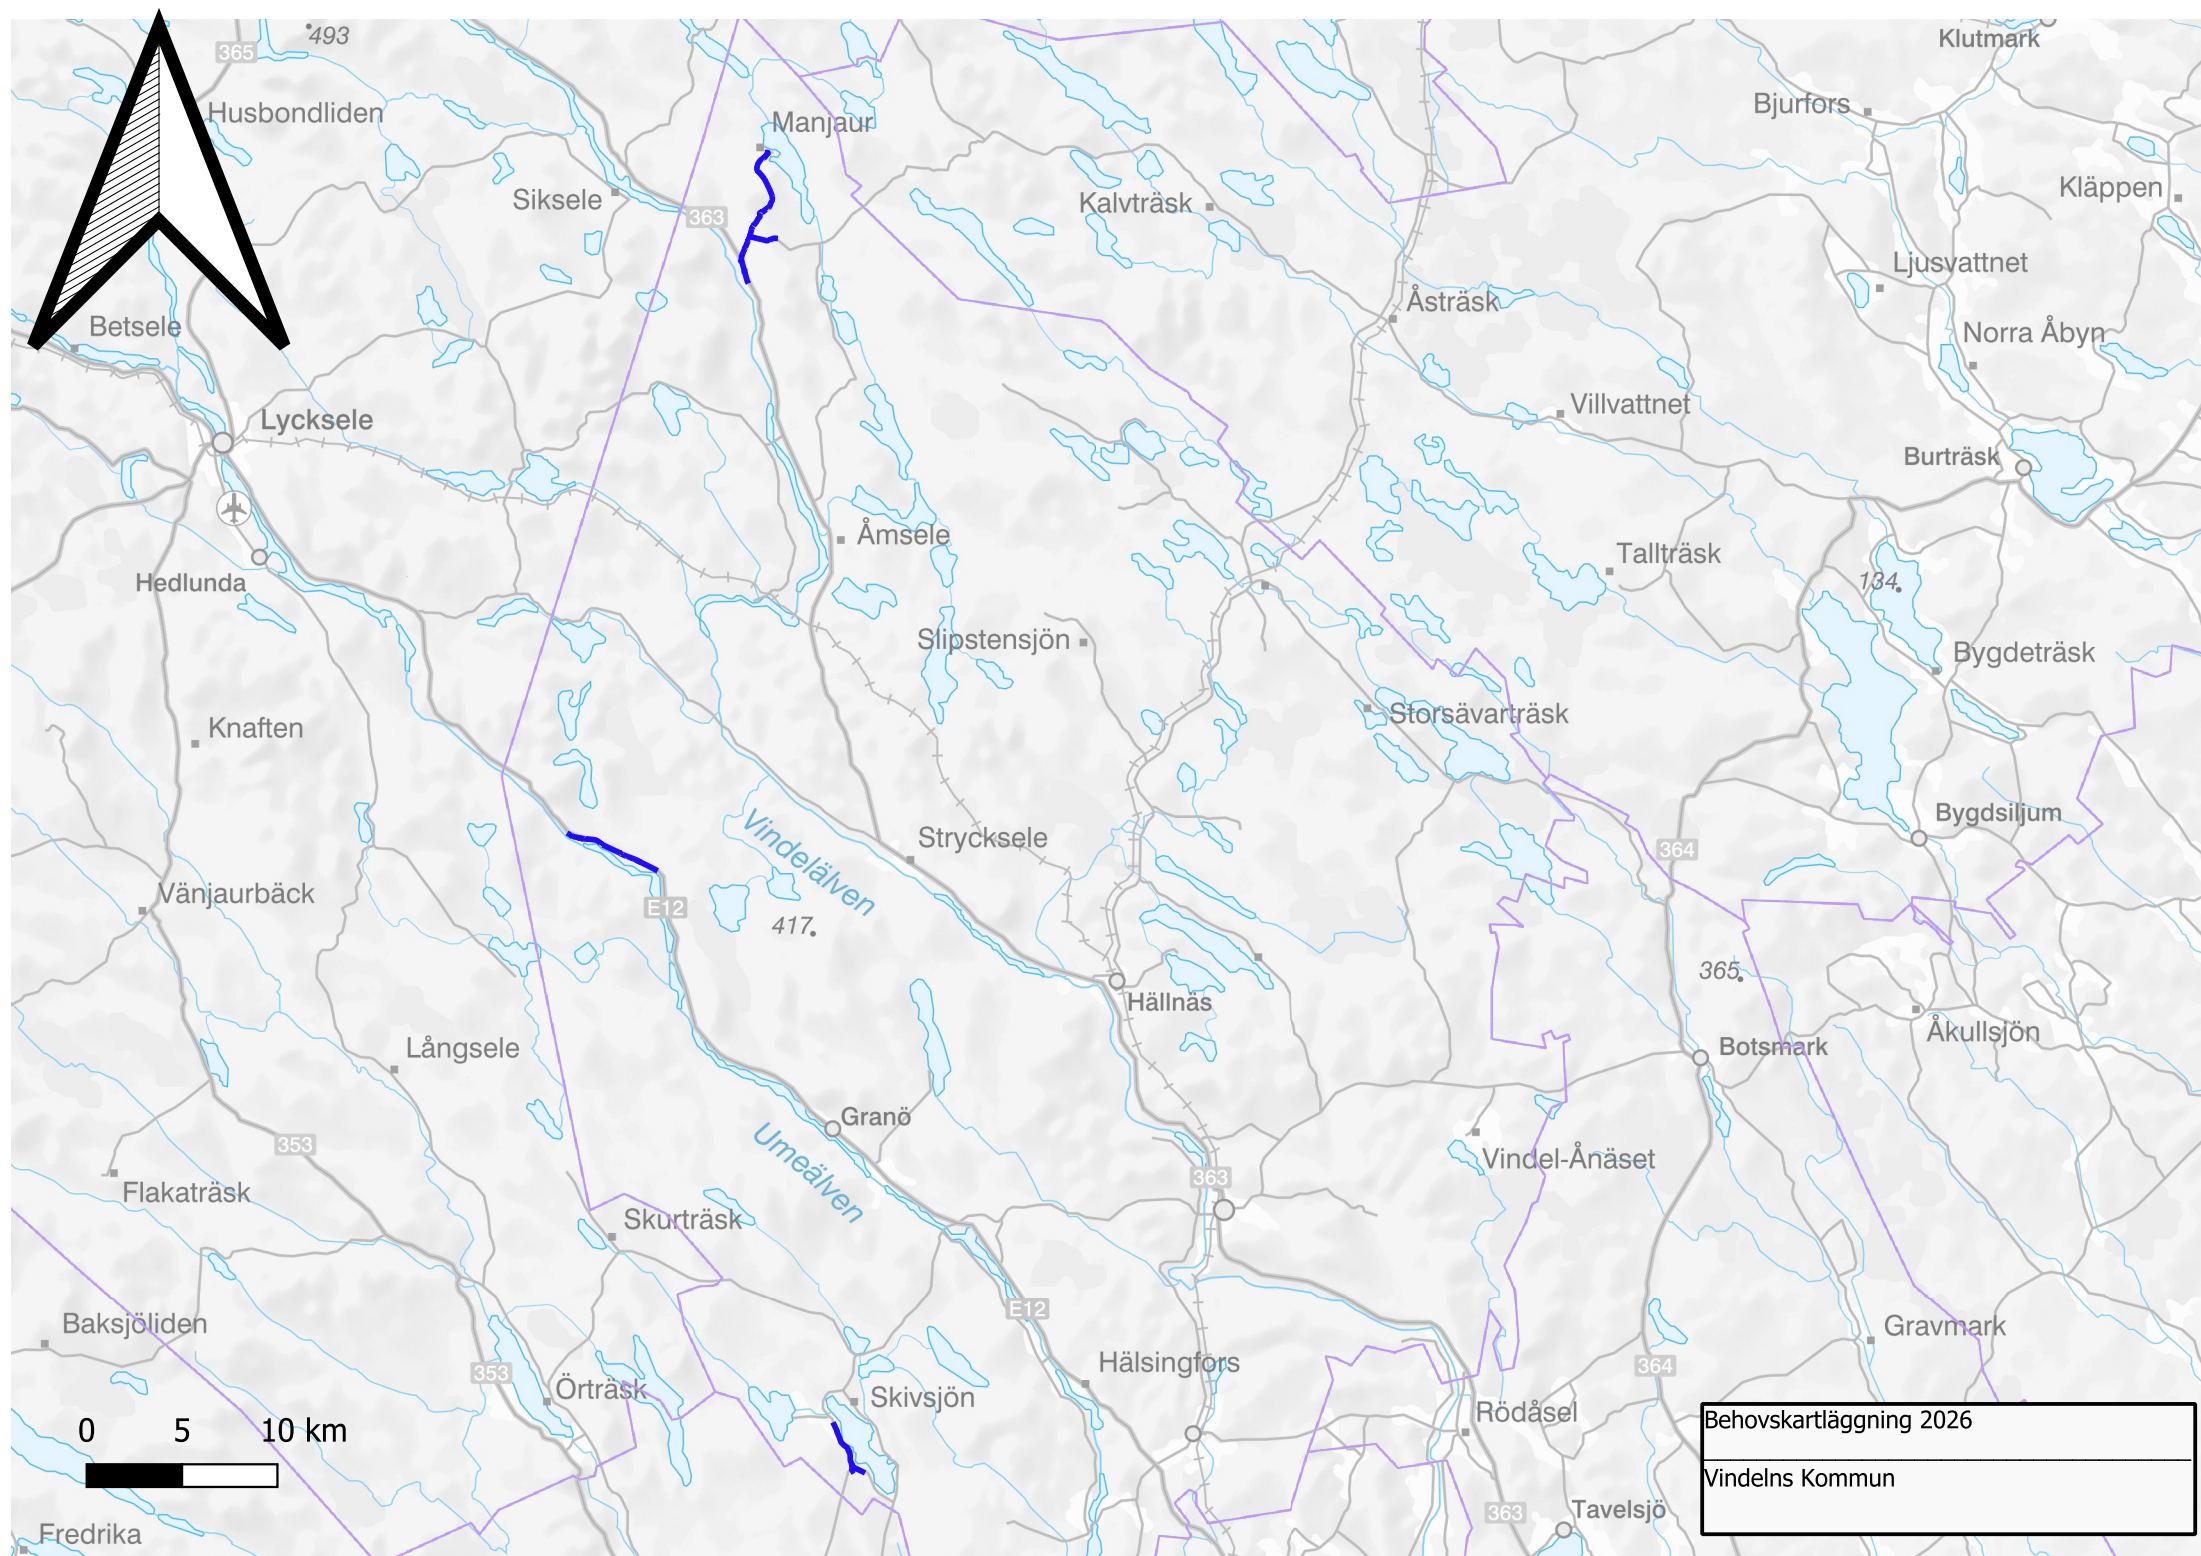 493
365
Klutmark
Husbondliden
Manjaur
Bjurfors
Siksele
363
Kalvträsk
Kläppen
Ljusvattnet
Betsele
Åsträsk
Norra Åbyn
Lycksele
Villvattnet
Burträsk
Åmsele
Tallträsk
Hedlunda
134
Slipstensjön
Bygdeträsk
Knaften
Storsävarträsk
Vindelälven
Strycksele
364
Bygdsiljum
Vänjaurbäck
E12
417
365
Hällnäs
Åkullsjön
Långsele
Botsmark
Granö
353
Umeälven
Vindel-Ånäset
363
Flakaträsk
Skurträsk
E12
Baksjöliden
Gravmark
Hälsingfors
364
353
Örträsk
Skivsjön
Rödåsel
0 5 10 km
Behovskartläggning 2026
Vindelns Kommun
363
Tavelsjö
Fredrika